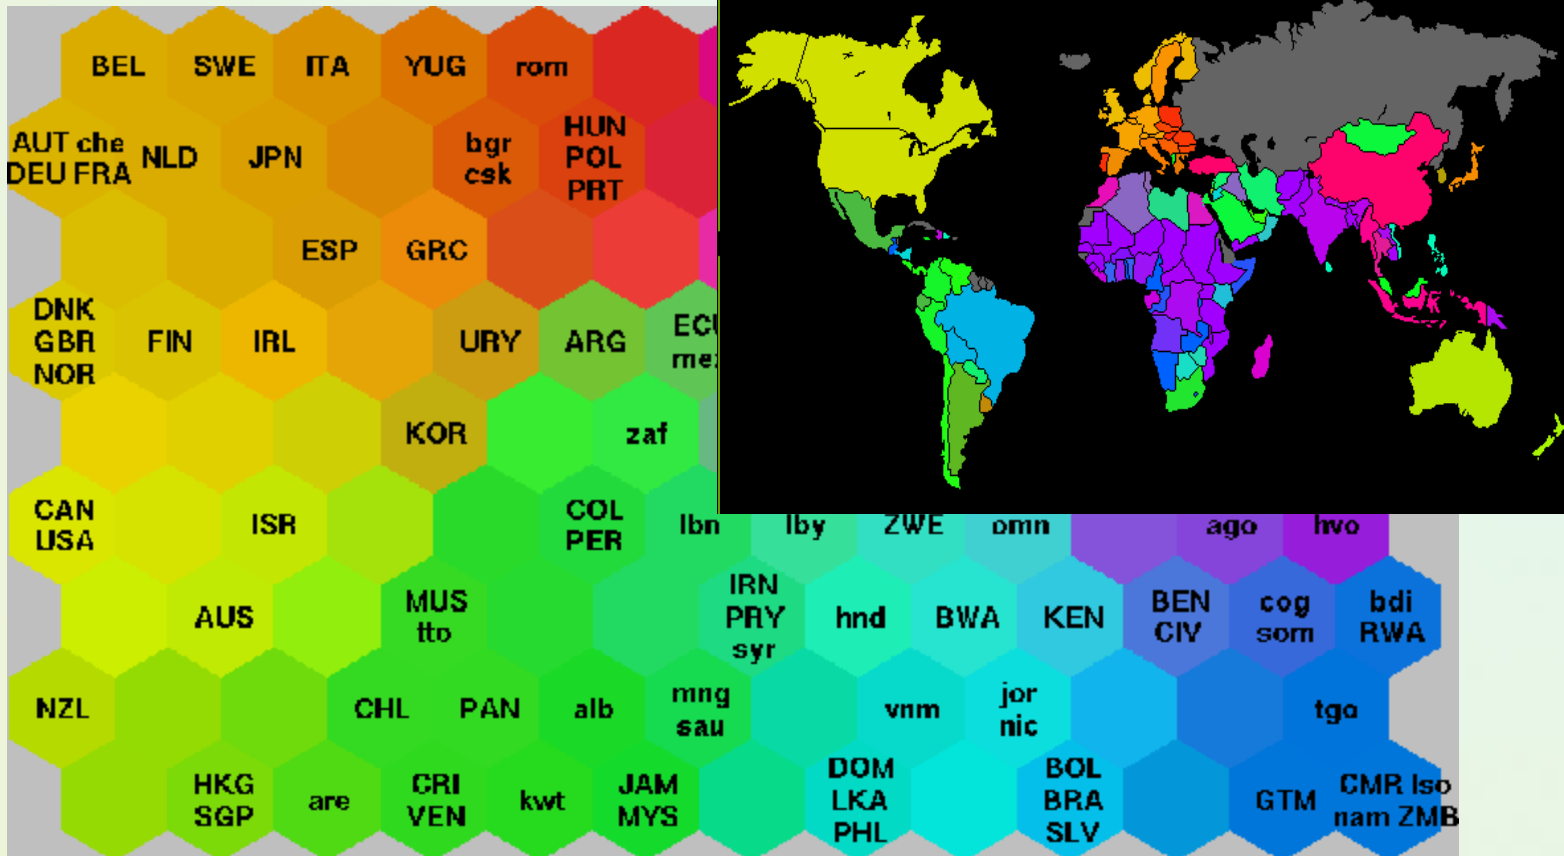 BEL SWE ITA YUG rom
AUT che
DEU FRA
NLD
JPN
bgr
csk
HUN
POL
PRT
ESP GRC
DNK
GBR
NOR
FIN IRL URY ARG
KOR zaf
CAN
USA
ISR
COL
PER
lbn lby ZWE omn ago hvo
AUS
MUS
tto
IRN
PRY
syr
hnd BWA KEN
BEN
CIV
cog
som
bdi
RWA
NZL CHL PAN alb
mng
sau
vnm
jor
nic
tgo
HKG
SGP
are
CRI
VEN
kwt
JAM
MYS
DOM
LKA
PHL
BOL
BRA
SLV
GTM
CMR lso
nam ZMB